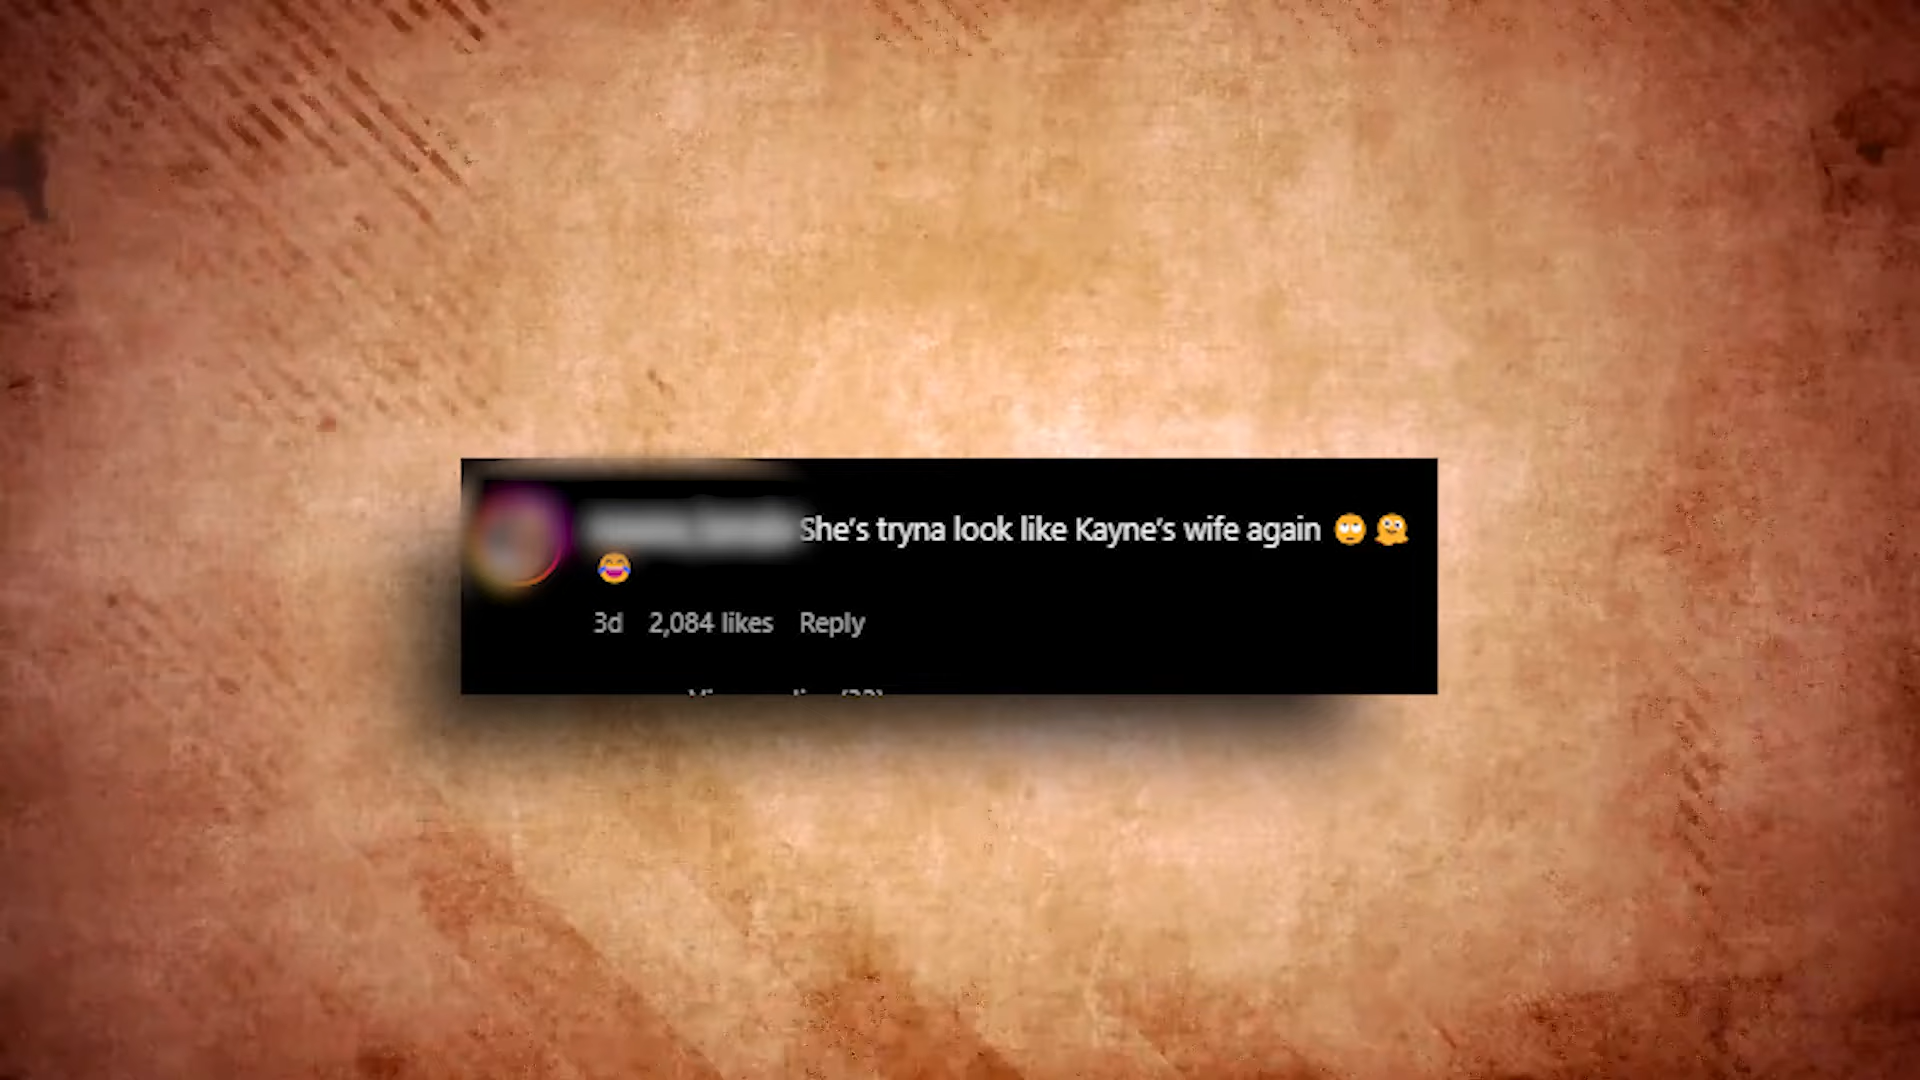 She's tryna look like Kayne's wife again 🙄 🫠
😂
3d 2,084 likes Reply